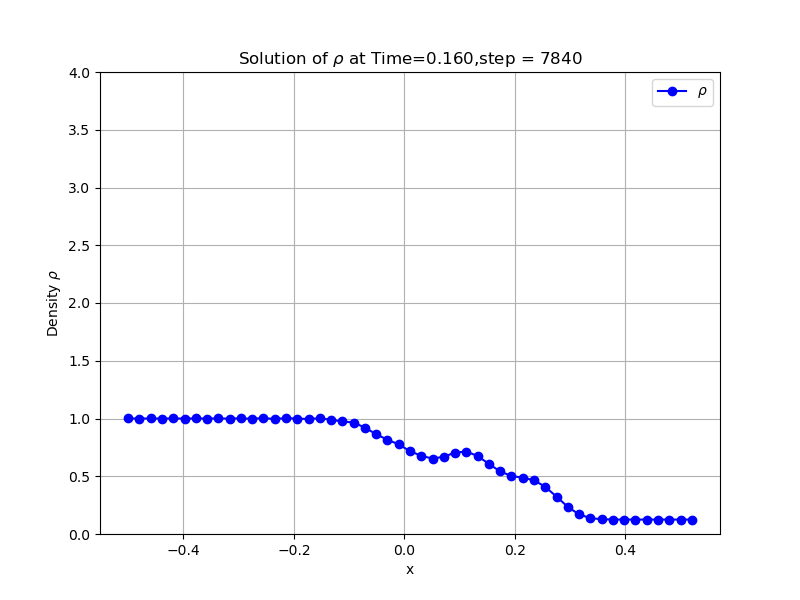 Solution of ρ at Time=0.160,step = 7840
ρ
4.0
3.5
3.0
2.5
2.0
1.5
1.0
0.5
0.0
Density ρ
−0.4 −0.2 0.0 0.2 0.4
x